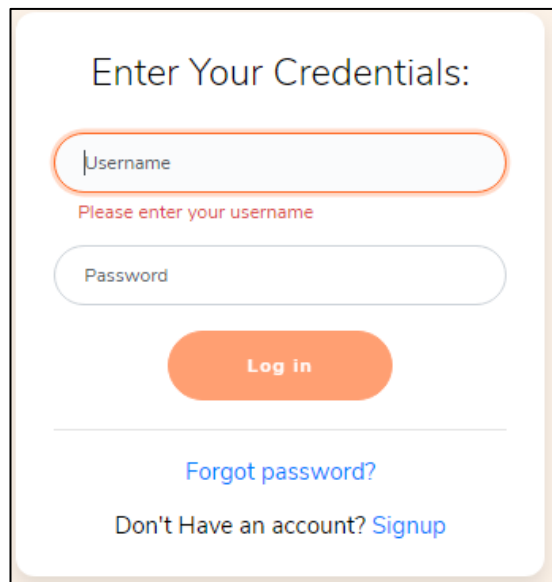 Enter Your Credentials:
Username
Please enter your username
Password
Log in
Forgot password?
Don't Have an account? Signup